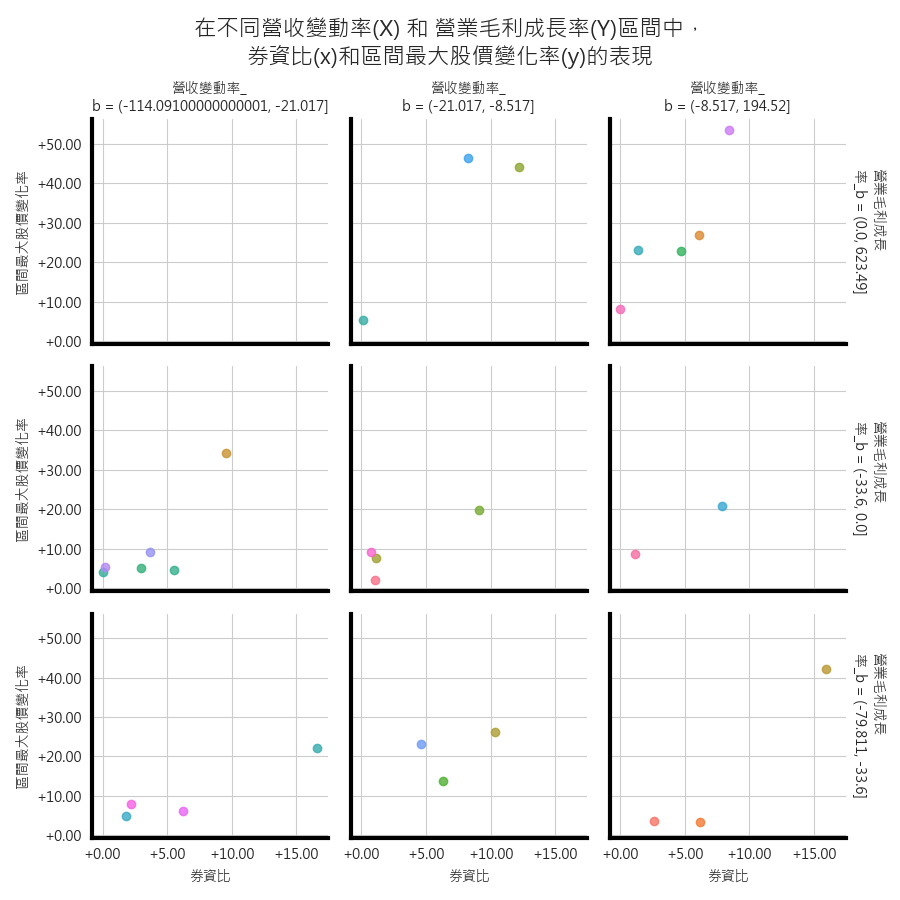 在不同營收變動率(X) 和 營業毛利成長率(Y)區間中，
券資比(x)和區間最大股價變化率(y)的表現
營收變動率_
b = (-114.09100000000001, -21.017]
營收變動率_
b = (-21.017, -8.517]
營收變動率_
b = (-8.517, 194.52]
區間最大股價變化率
+50.00
+40.00
+30.00
+20.00
+10.00
+0.00
營業毛利成長
率_b = (0.0, 623.49]
區間最大股價變化率
+50.00
+40.00
+30.00
+20.00
+10.00
+0.00
營業毛利成長
率_b = (-33.6, 0.0]
區間最大股價變化率
+50.00
+40.00
+30.00
+20.00
+10.00
+0.00
營業毛利成長
率_b = (-79.811, -33.6]
+0.00 +5.00 +10.00 +15.00
券資比
+0.00 +5.00 +10.00 +15.00
券資比
+0.00 +5.00 +10.00 +15.00
券資比